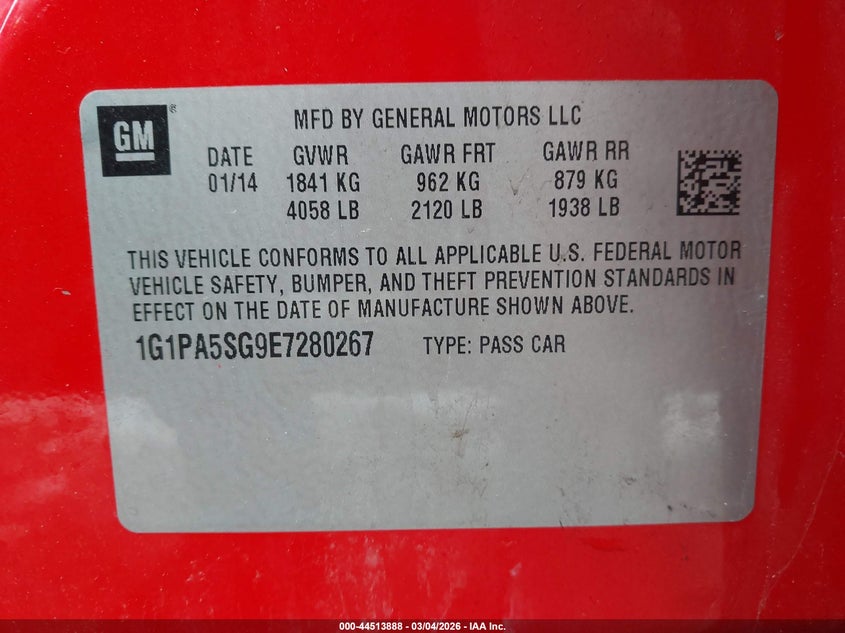 GM®
MFD BY GENERAL MOTORS LLC
DATE GVWR GAWR FRT GAWR RR
01/14 1841 KG 962 KG 879 KG
4058 LB 2120 LB 1938 LB
THIS VEHICLE CONFORMS TO ALL APPLICABLE U.S. FEDERAL MOTOR
VEHICLE SAFETY, BUMPER, AND THEFT PREVENTION STANDARDS IN
EFFECT ON THE DATE OF MANUFACTURE SHOWN ABOVE.
1G1PA5SG9E7280267 TYPE: PASS CAR
000-44513888 - 03/04/2026 - IAA Inc.